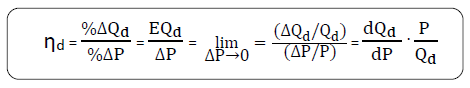 ηd = %ΔQd / %ΔP = EQd / ΔP = lim ΔP→0 = (ΔQd/Qd) / (ΔP/P) = dQd / dP · P / Qd